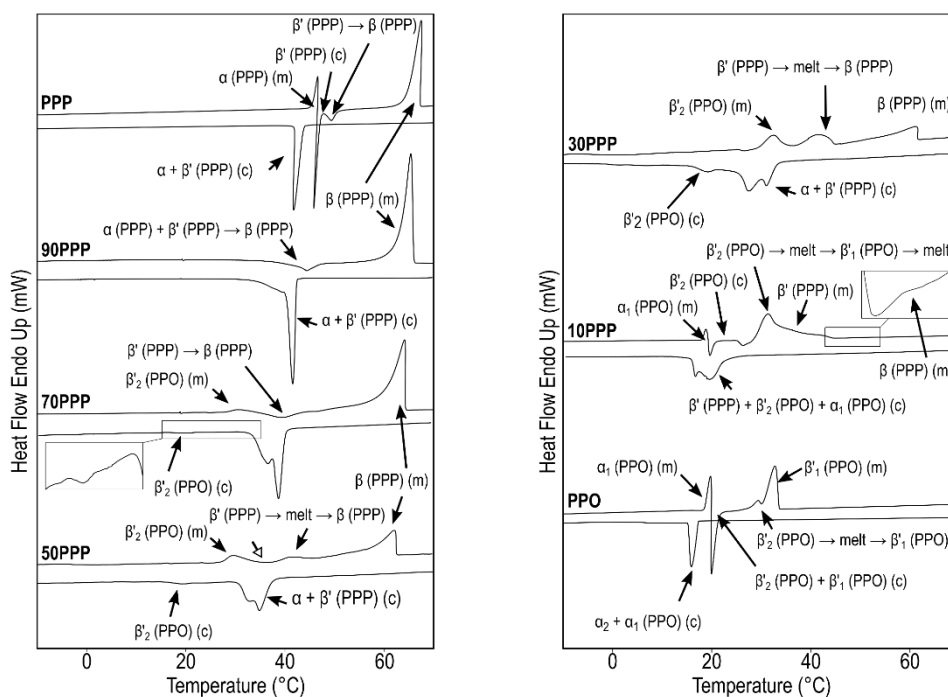 β' (PPP) → β (PPP)
β' (PPP) (c)
α (PPP) (m)
PPP
α + β' (PPP) (c)
β (PPP) (m)
α (PPP) + β' (PPP) → β (PPP)
90PPP
α + β' (PPP) (c)
β' (PPP) → β (PPP)
β'₂ (PPO) (m)
70PPP
β'₂ (PPO) (c)
β (PPP) (m)
β' (PPP) → melt → β (PPP)
β'₂ (PPO) (m)
50PPP
α + β' (PPP) (c)
β'₂ (PPO) (c)
Heat Flow Endo Up (mW)
0 20 40 60
Temperature (°C)
β' (PPP) → melt → β (PPP)
β'₂ (PPO) (m)
β (PPP) (m)
30PPP
β'₂ (PPO) (c)
α + β' (PPP) (c)
β'₂ (PPO) → melt → β'₁ (PPO) → melt
β'₂ (PPO) (c)
α₁ (PPO) (m)
β' (PPP) (m)
10PPP
β (PPP) (m
β' (PPP) + β'₂ (PPO) + α₁ (PPO) (c)
α₁ (PPO) (m)
β'₁ (PPO) (m)
PPO
β'₂ (PPO) → melt → β'₁ (PPO)
β'₂ (PPO) + β'₁ (PPO) (c)
α₂ + α₁ (PPO) (c)
Heat Flow Endo Up (mW)
0 20 40 60
Temperature (°C)